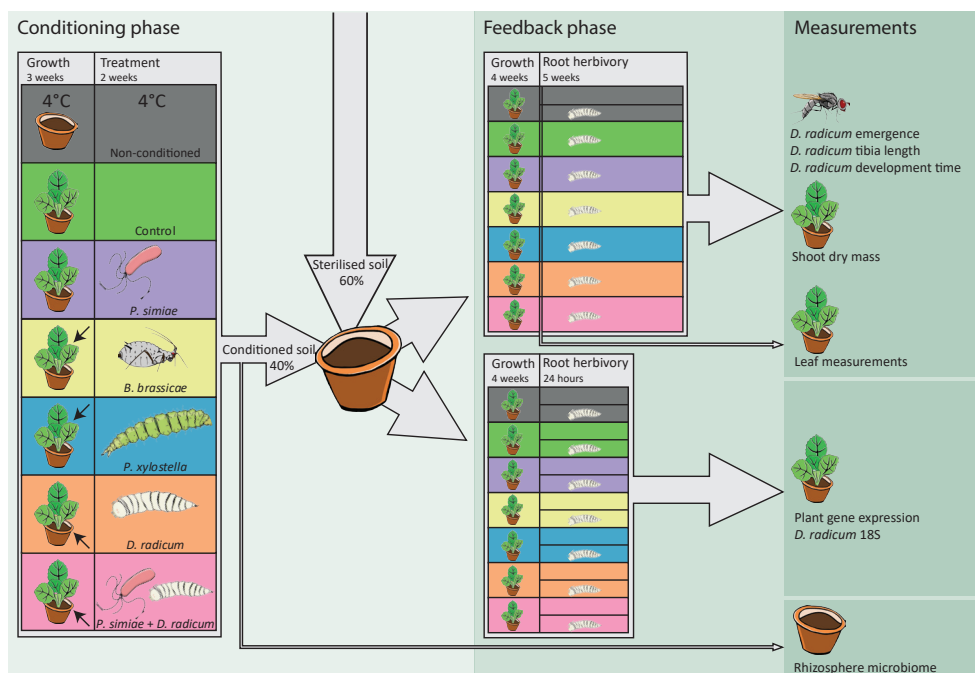 Conditioning phase
Growth
3 weeks
Treatment
2 weeks
4°C
4°C
Non-conditioned
Control
P. simiae
B. brassicae
P. xylostella
D. radicum
P. simiae + D. radicum
Sterilised soil
60%
Conditioned soil
40%
Feedback phase
Growth
4 weeks
Root herbivory
5 weeks
Growth
4 weeks
Root herbivory
24 hours
Measurements
D. radicum emergence
D. radicum tibia length
D. radicum development time
Shoot dry mass
Leaf measurements
Plant gene expression
D. radicum 18S
Rhizosphere microbiome